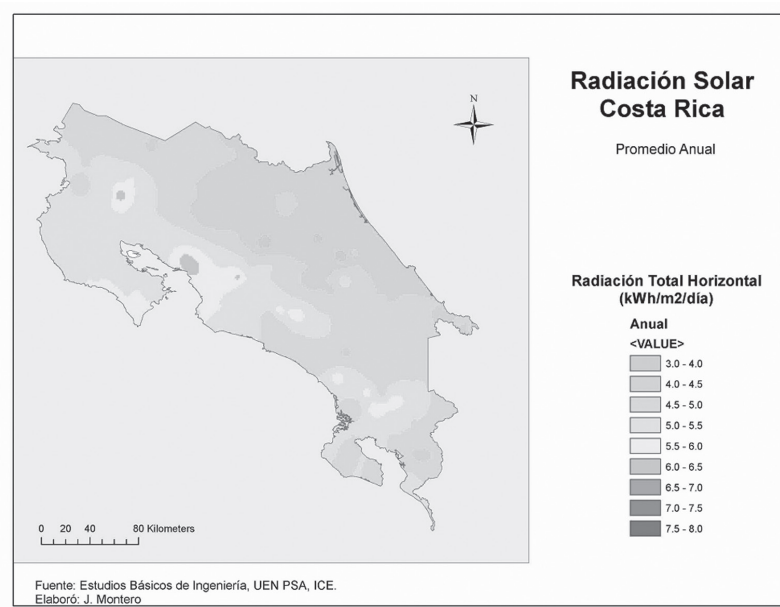 Radiación Solar
Costa Rica
Promedio Anual
N
Radiación Total Horizontal
(kWh/m2/día)
Anual
<VALUE>
3.0 - 4.0
4.0 - 4.5
4.5 - 5.0
5.0 - 5.5
5.5 - 6.0
6.0 - 6.5
6.5 - 7.0
7.0 - 7.5
7.5 - 8.0
0 20 40 80 Kilometers
Fuente: Estudios Básicos de Ingeniería, UEN PSA, ICE.
Elaboró: J. Montero